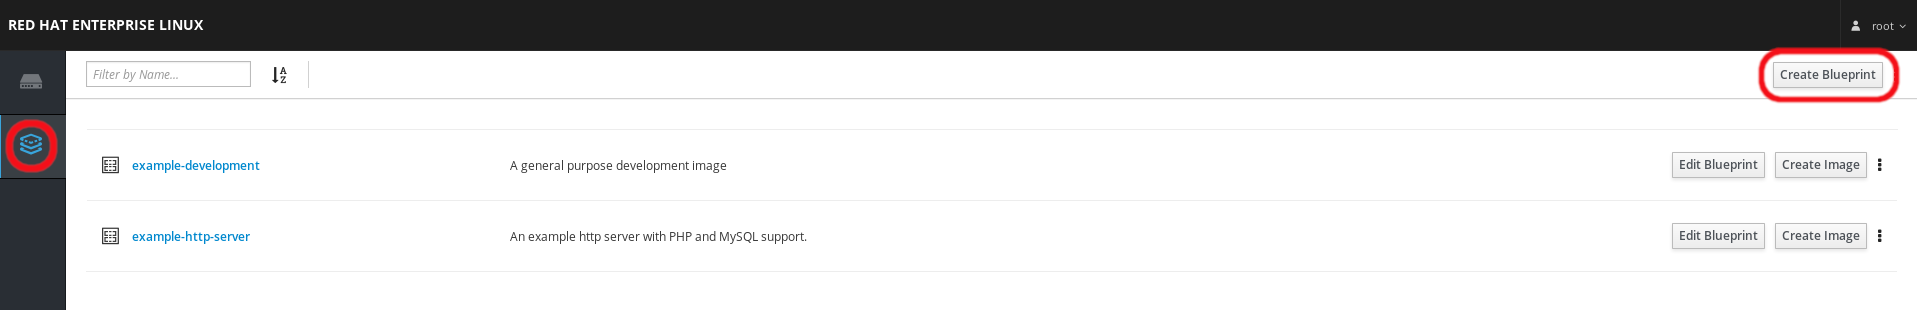 RED HAT ENTERPRISE LINUX
root
Filter by Name...
A
Z
Create Blueprint
example-development
A general purpose development image
Edit Blueprint
Create Image
example-http-server
An example http server with PHP and MySQL support.
Edit Blueprint
Create Image